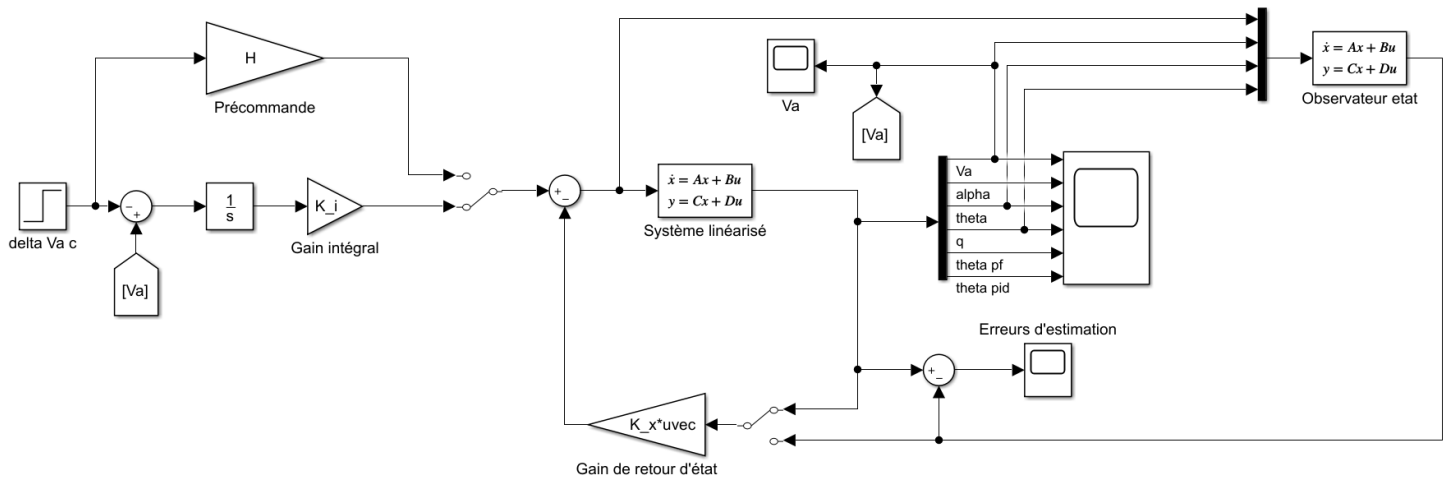 H
Précommande
ẋ = Ax + Bu
y = Cx + Du
Observateur etat
Va
[Va]
+
−
ẋ = Ax + Bu
y = Cx + Du
Système linéarisé
Va
alpha
theta
q
theta pf
theta pid
delta Va c
−
+
1
s
K_i
Gain intégral
[Va]
Erreurs d'estimation
+
−
K_x*uvec
Gain de retour d'état